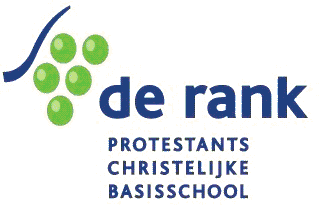 de rank
PROTESTANTS
CHRISTELIJKE
BASISSCHOOL